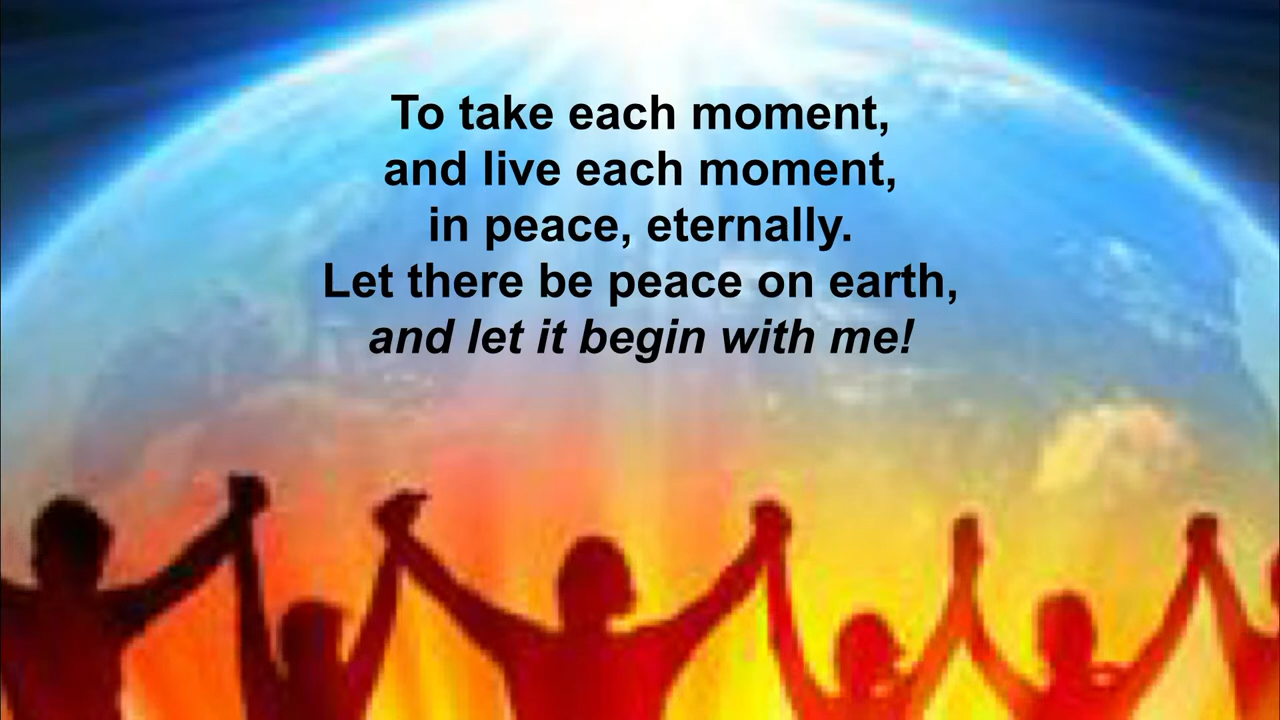 To take each moment,
and live each moment,
in peace, eternally.
Let there be peace on earth,
and let it begin with me!